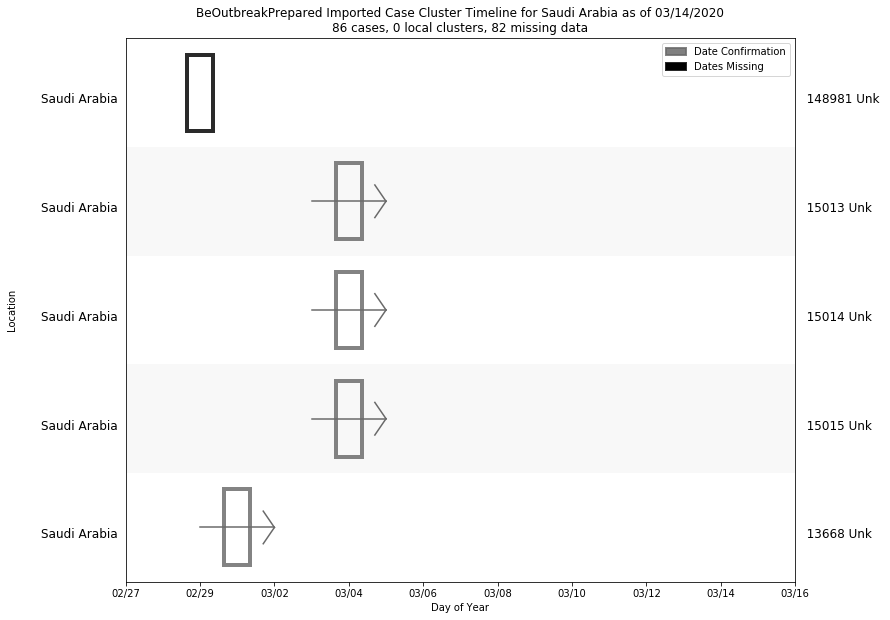 BeOutbreakPrepared Imported Case Cluster Timeline for Saudi Arabia as of 03/14/2020
86 cases, 0 local clusters, 82 missing data
Date Confirmation
Dates Missing
Saudi Arabia 148981 Unk
Saudi Arabia 15013 Unk
Saudi Arabia 15014 Unk
Saudi Arabia 15015 Unk
Saudi Arabia 13668 Unk
Location
02/27 02/29 03/02 03/04 03/06 03/08 03/10 03/12 03/14 03/16
Day of Year